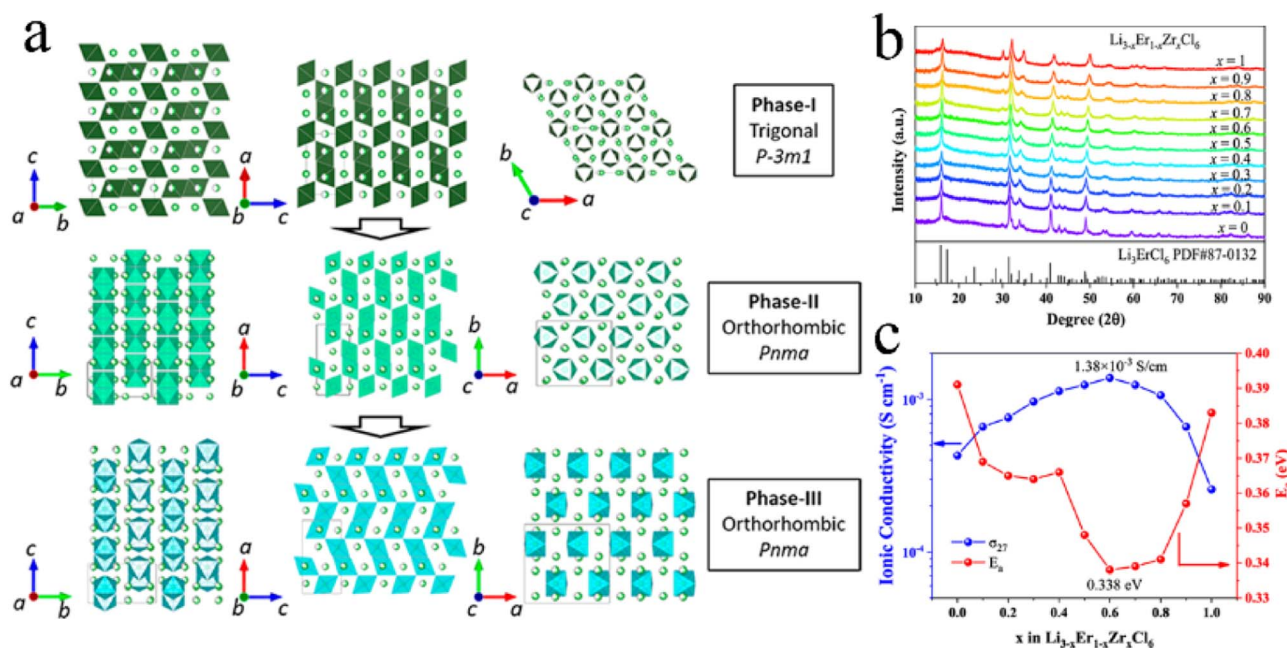 a
c
a
b
a
b
c
b
c
a
Phase-I
Trigonal
P-3m1
c
a
b
a
b
c
b
c
a
Phase-II
Orthorhombic
Pnma
c
a
b
a
b
c
b
c
a
Phase-III
Orthorhombic
Pnma
b
Li₃₋ₓEr₁₋ₓZrₓCl₆
x = 1
x = 0.9
x = 0.8
x = 0.7
x = 0.6
x = 0.5
x = 0.4
x = 0.3
x = 0.2
x = 0.1
x = 0
Intensity (a.u.)
Li₃ErCl₆ PDF#87-0132
10 20 30 40 50 60 70 80 90
Degree (2θ)
c
1.38×10⁻³ S/cm
10⁻³
10⁻⁴
Ionic Conductivity (S cm⁻¹)
σ₂₇
Eₐ
0.338 eV
0.40
0.39
0.38
0.37
0.36
0.35
0.34
0.33
Eₐ (eV)
0.0 0.2 0.4 0.6 0.8 1.0
x in Li₃₋ₓEr₁₋ₓZrₓCl₆